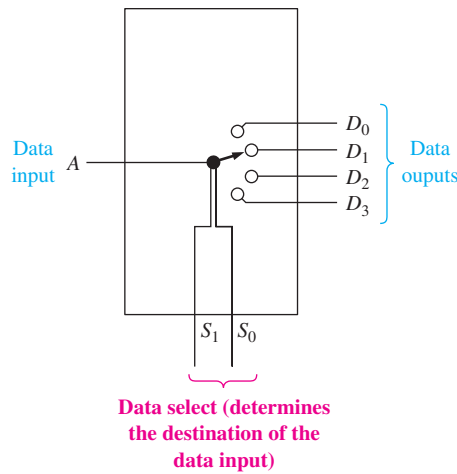 D0
Data
input
A
D1
D2
D3
Data
ouputs
S1
S0
Data select (determines
the destination of the
data input)